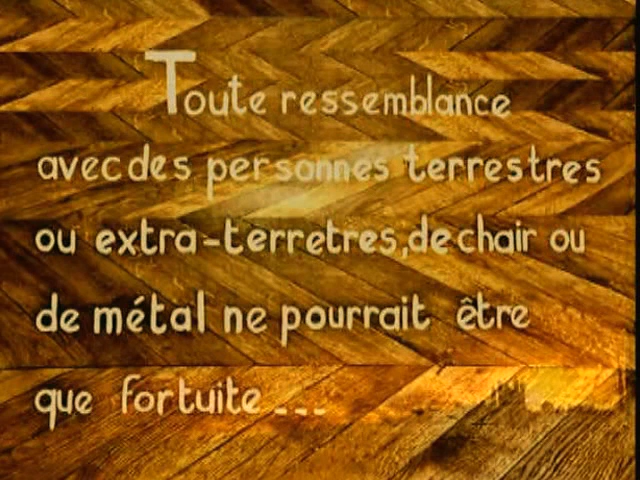 Toute ressemblance
avec des personnes terrestres
ou extra-terretres, de chair ou
de métal ne pourrait être
que fortuite ...